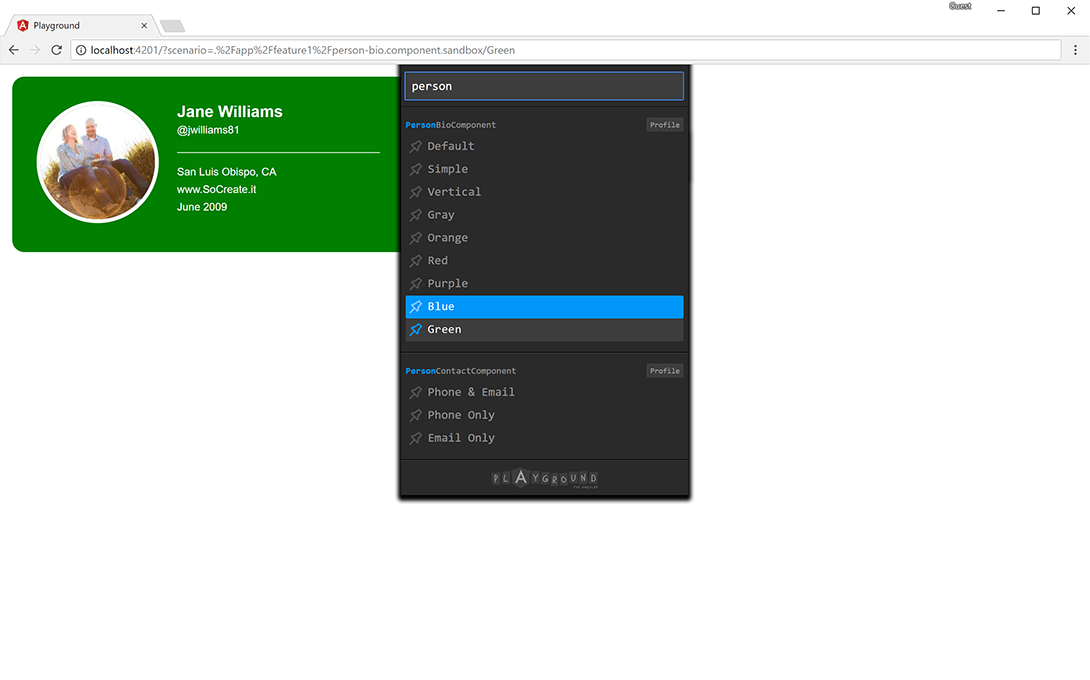 Guest
Playground
localhost:4201/?scenario=.%2Fapp%2Ffeature1%2Fperson-bio.component.sandbox/Green
Jane Williams
@jwilliams81
San Luis Obispo, CA
www.SoCreate.it
June 2009
person
PersonBioComponent Profile
Default
Simple
Vertical
Gray
Orange
Red
Purple
Blue
Green
PersonContactComponent Profile
Phone & Email
Phone Only
Email Only
PLAYGROUND